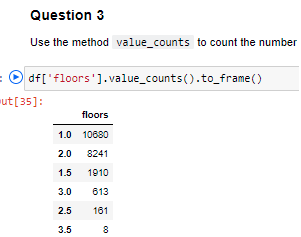 Question 3
Use the method value_counts to count the number
: df['floors'].value_counts().to_frame()
ut[35]:
floors
1.0 10680
2.0 8241
1.5 1910
3.0 613
2.5 161
3.5 8